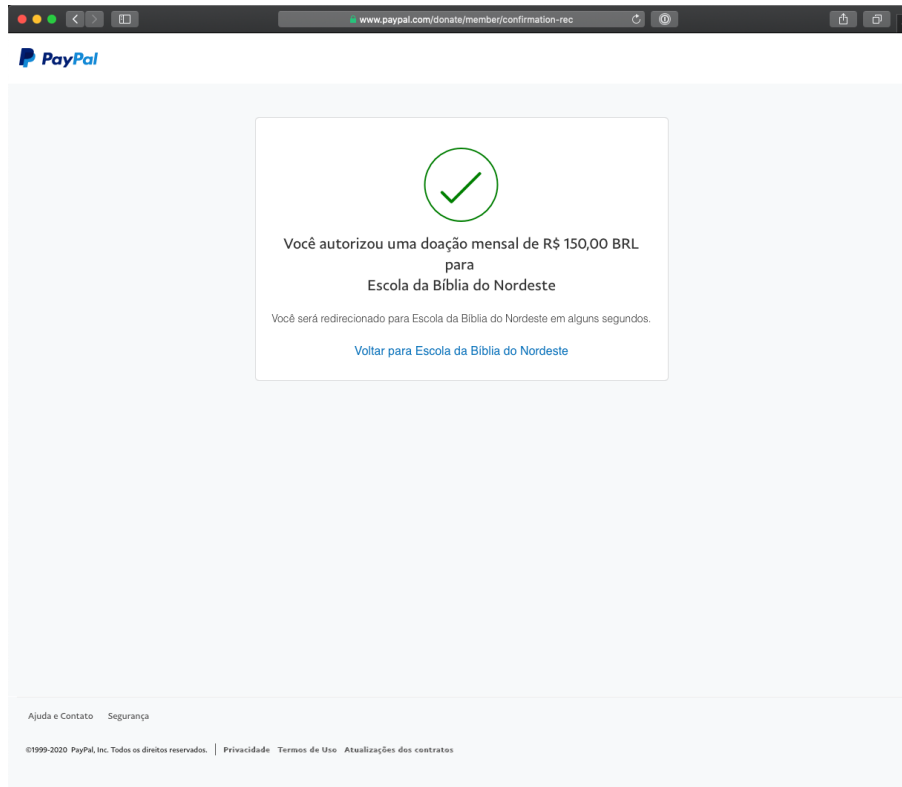 www.paypal.com/donate/member/confirmation-rec
PayPal
Você autorizou uma doação mensal de R$ 150,00 BRL
para
Escola da Bíblia do Nordeste
Você será redirecionado para Escola da Bíblia do Nordeste em alguns segundos.
Voltar para Escola da Bíblia do Nordeste
Ajuda e Contato Segurança
©1999-2020 PayPal, Inc. Todos os direitos reservados. | Privacidade Termos de Uso Atualizações dos contratos